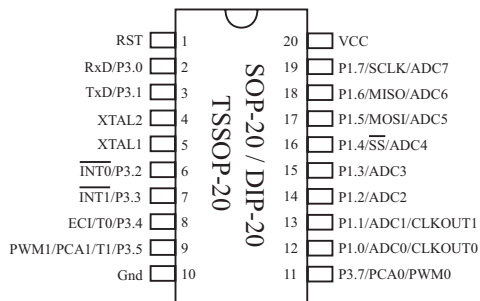 RST 1 20 VCC
RxD/P3.0 2 19 P1.7/SCLK/ADC7
TxD/P3.1 3 18 P1.6/MISO/ADC6
XTAL2 4 17 P1.5/MOSI/ADC5
XTAL1 5 16 P1.4/S̅S̅/ADC4
I̅N̅T̅0̅/P3.2 6 15 P1.3/ADC3
I̅N̅T̅1̅/P3.3 7 14 P1.2/ADC2
ECI/T0/P3.4 8 13 P1.1/ADC1/CLKOUT1
PWM1/PCA1/T1/P3.5 9 12 P1.0/ADC0/CLKOUT0
Gnd 10 11 P3.7/PCA0/PWM0
SOP-20 / DIP-20
TSSOP-20